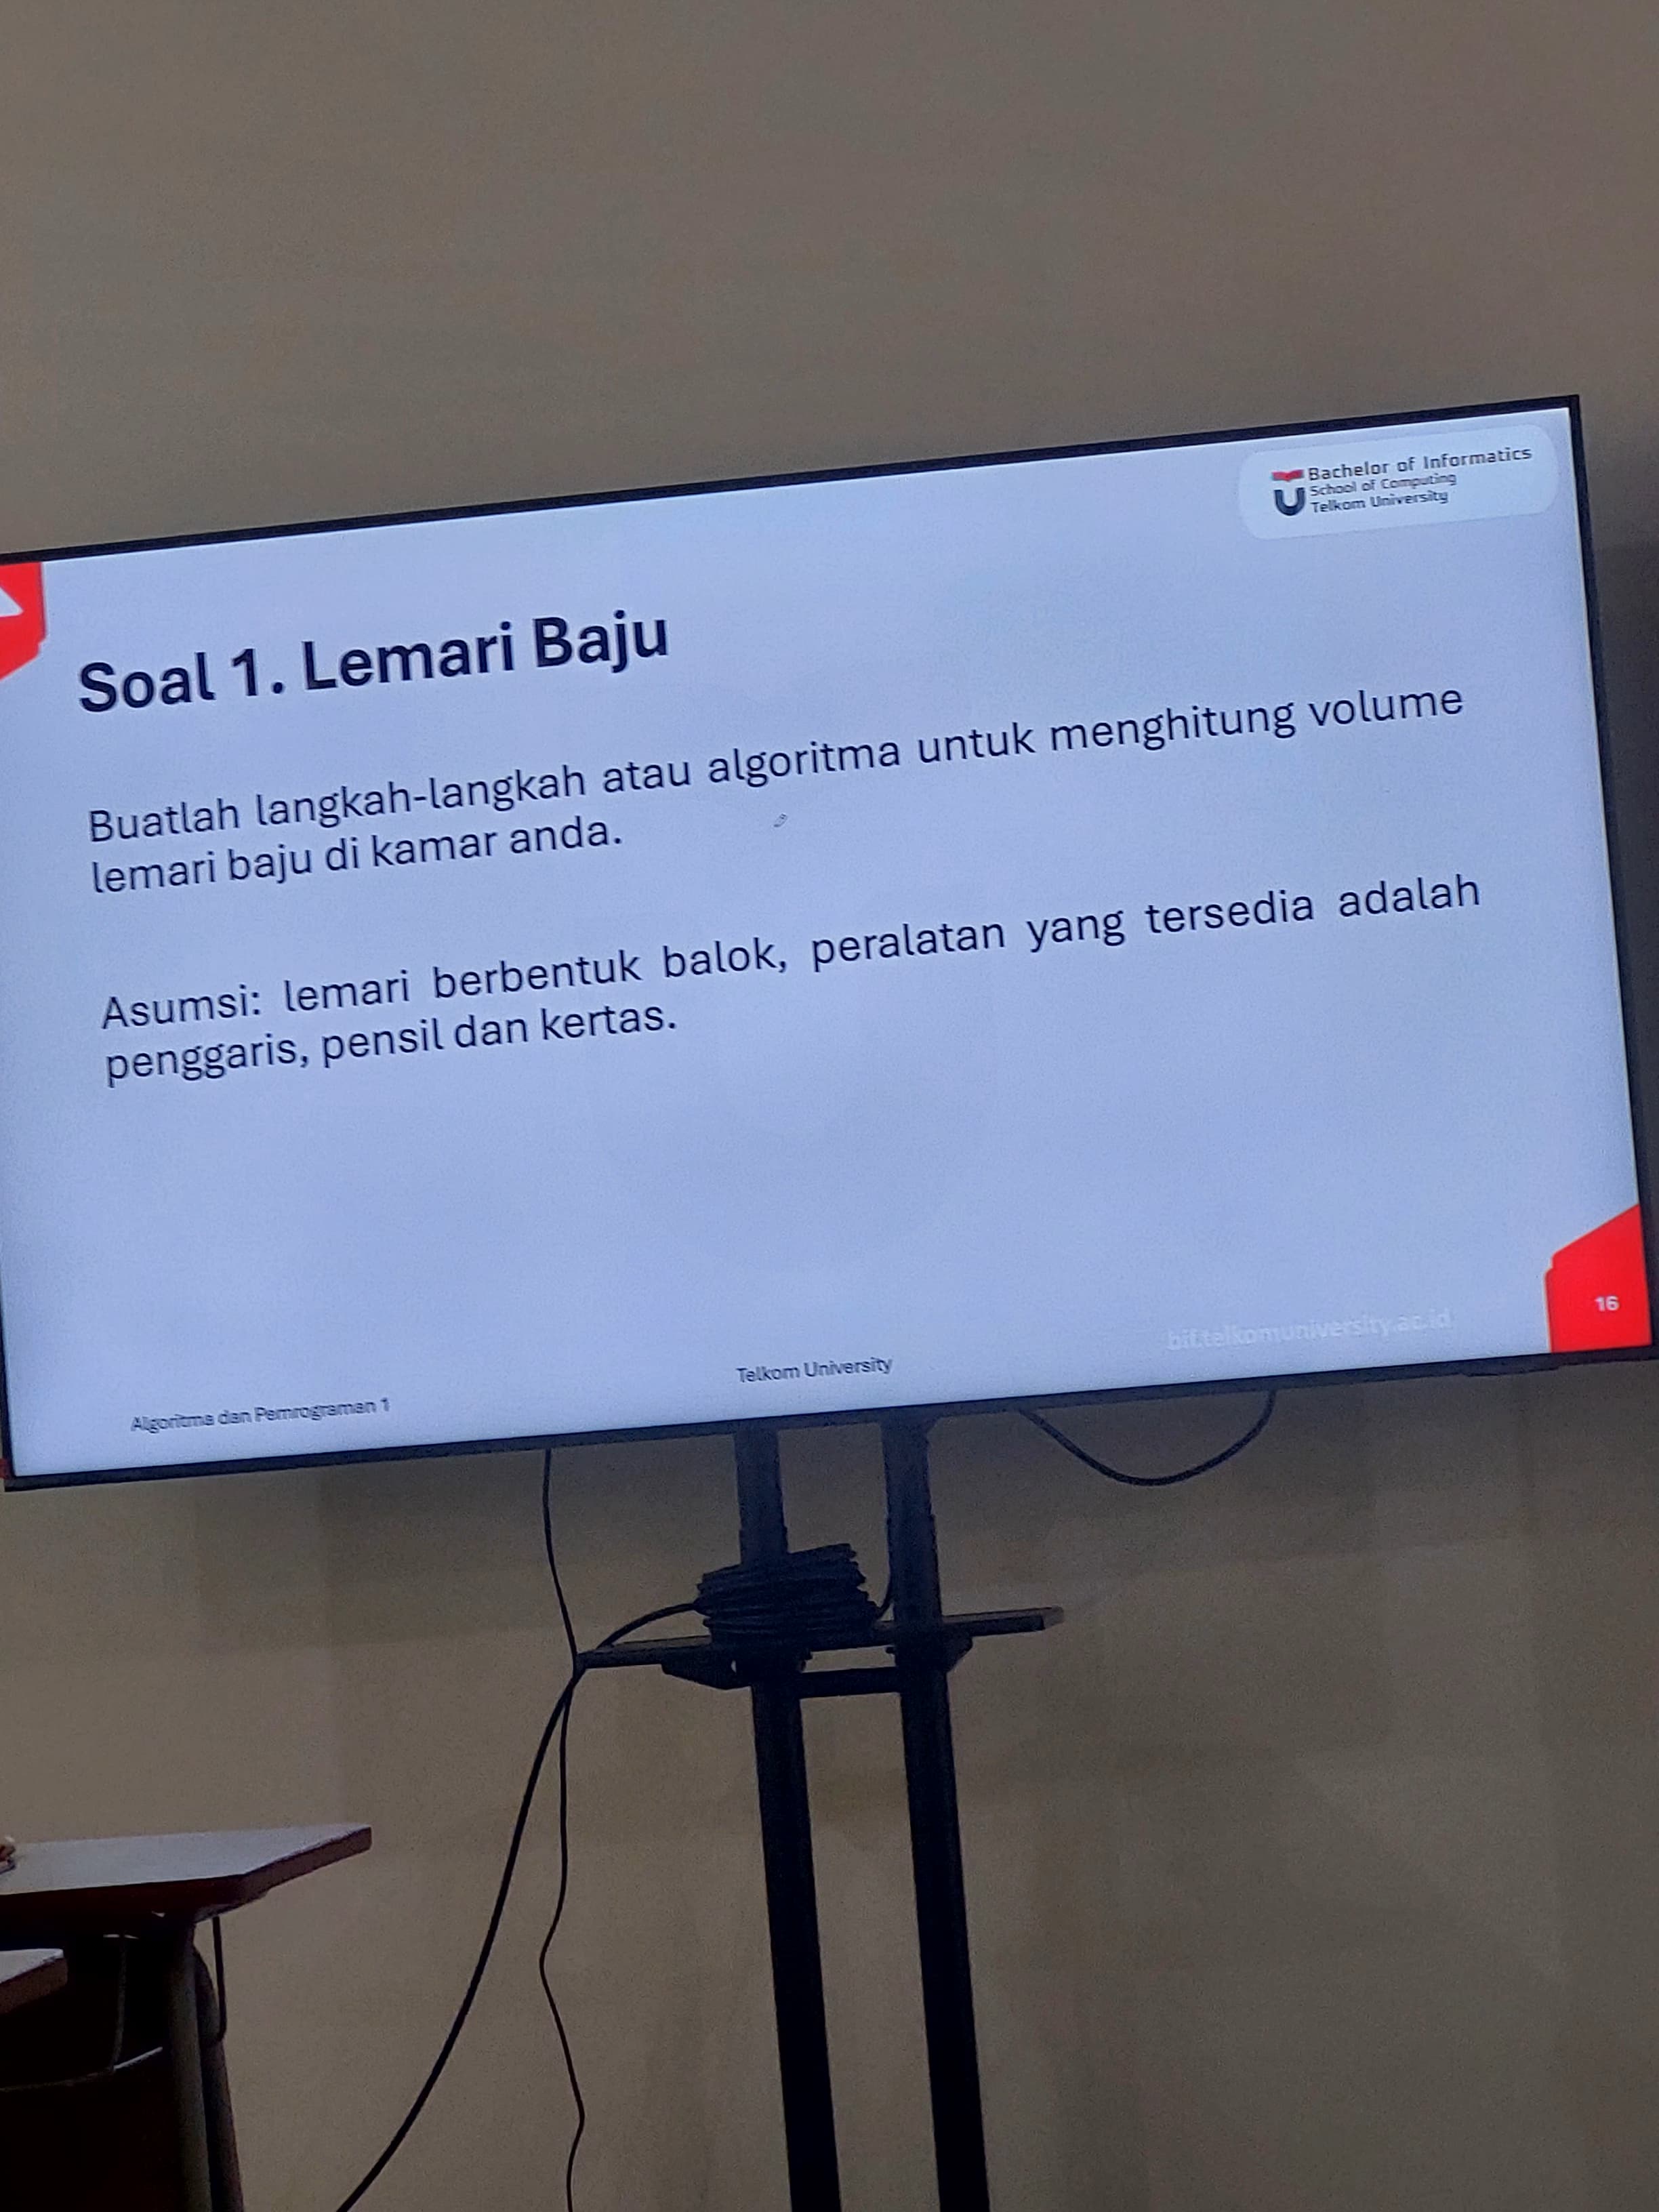 Bachelor of Informatics
School of Computing
Telkom University
Soal 1. Lemari Baju
Buatlah langkah-langkah atau algoritma untuk menghitung volume
lemari baju di kamar anda.
Asumsi: lemari berbentuk balok, peralatan yang tersedia adalah
penggaris, pensil dan kertas.
16
bif.telkomuniversity.ac.id
Telkom University
Algoritma dan Pemrograman 1